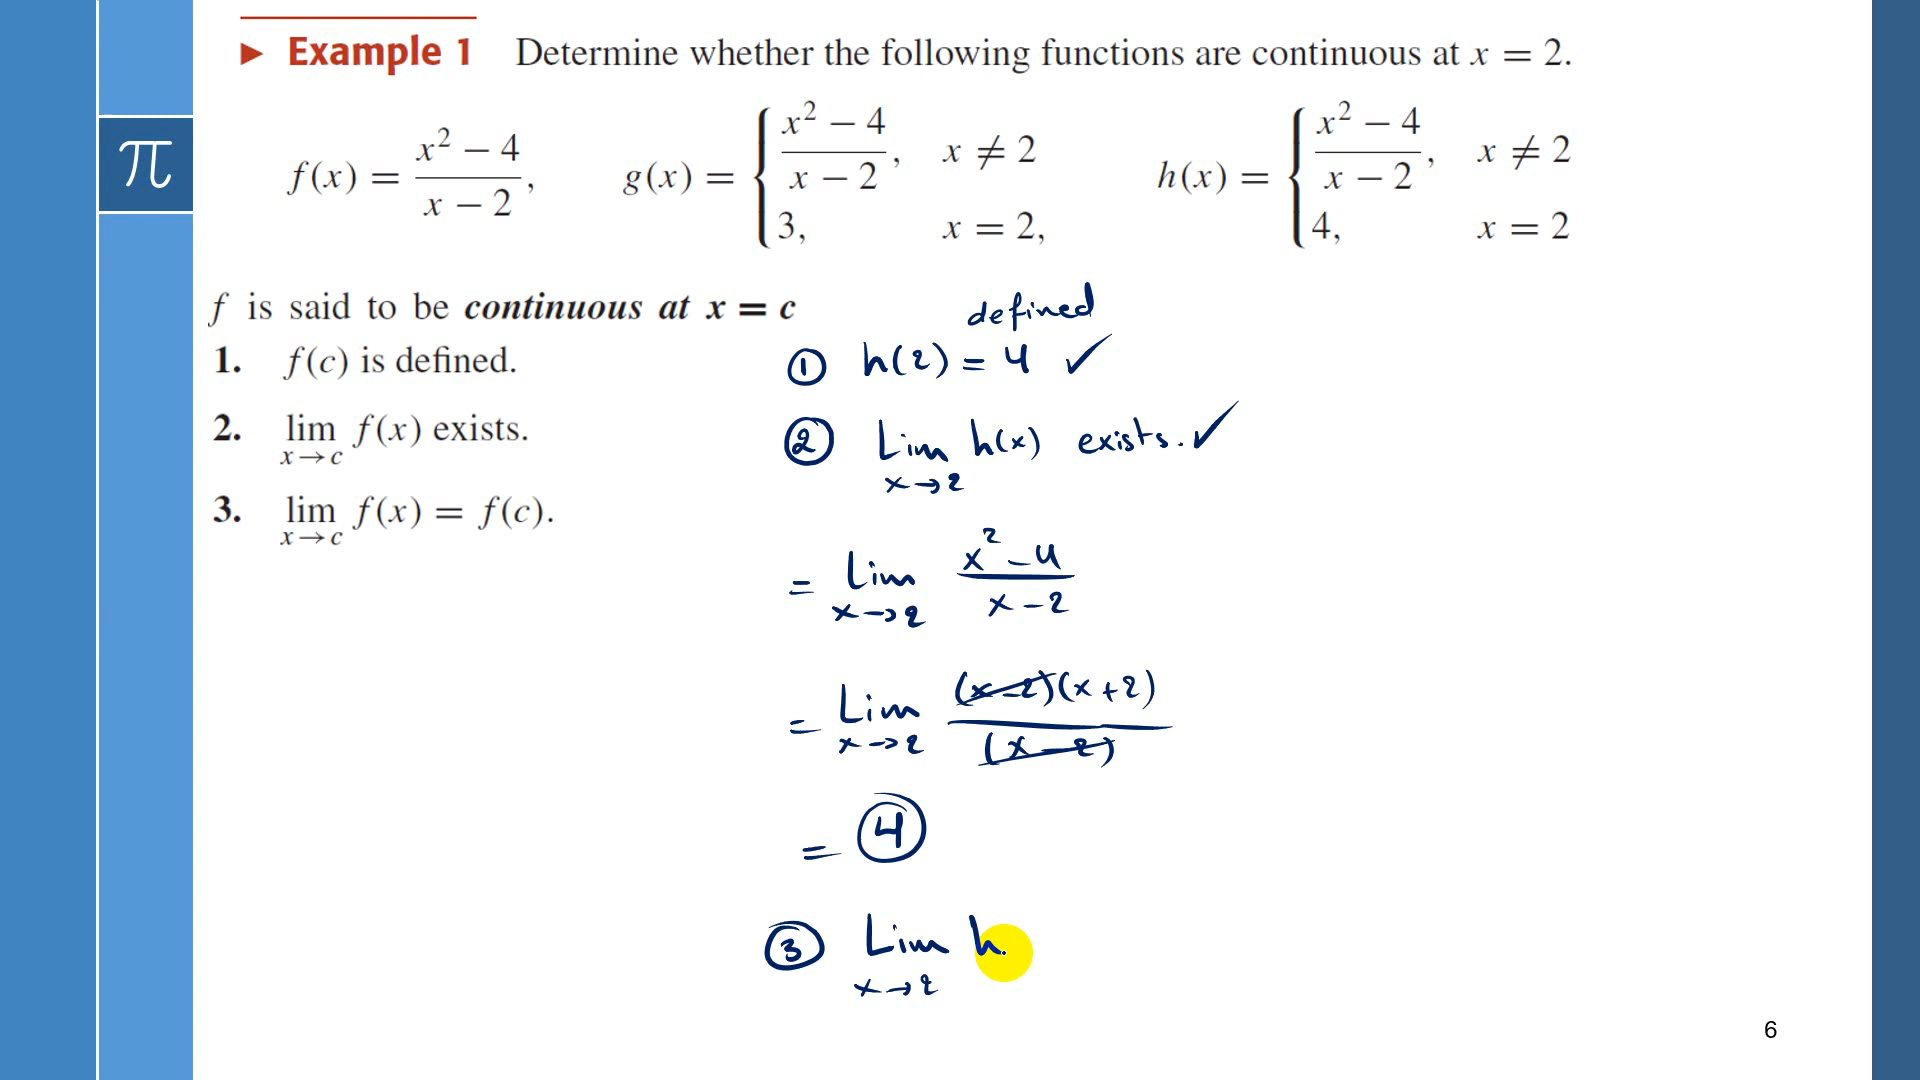 ► Example 1 Determine whether the following functions are continuous at x = 2.
f(x) = (x² − 4)/(x − 2), g(x) = { (x² − 4)/(x − 2), x ≠ 2 h(x) = { (x² − 4)/(x − 2), x ≠ 2
3, x = 2, 4, x = 2
π
f is said to be continuous at x = c
1. f(c) is defined.
2. lim x→c f(x) exists.
3. lim x→c f(x) = f(c).
defined
① h(2) = 4 ✓
② Lim x→2 h(x) exists. ✓
= Lim x→2 (x² − 4)/(x − 2)
= Lim x→2 (x−2)(x+2)/(x−2)
= 4
③ Lim x→2 h
6